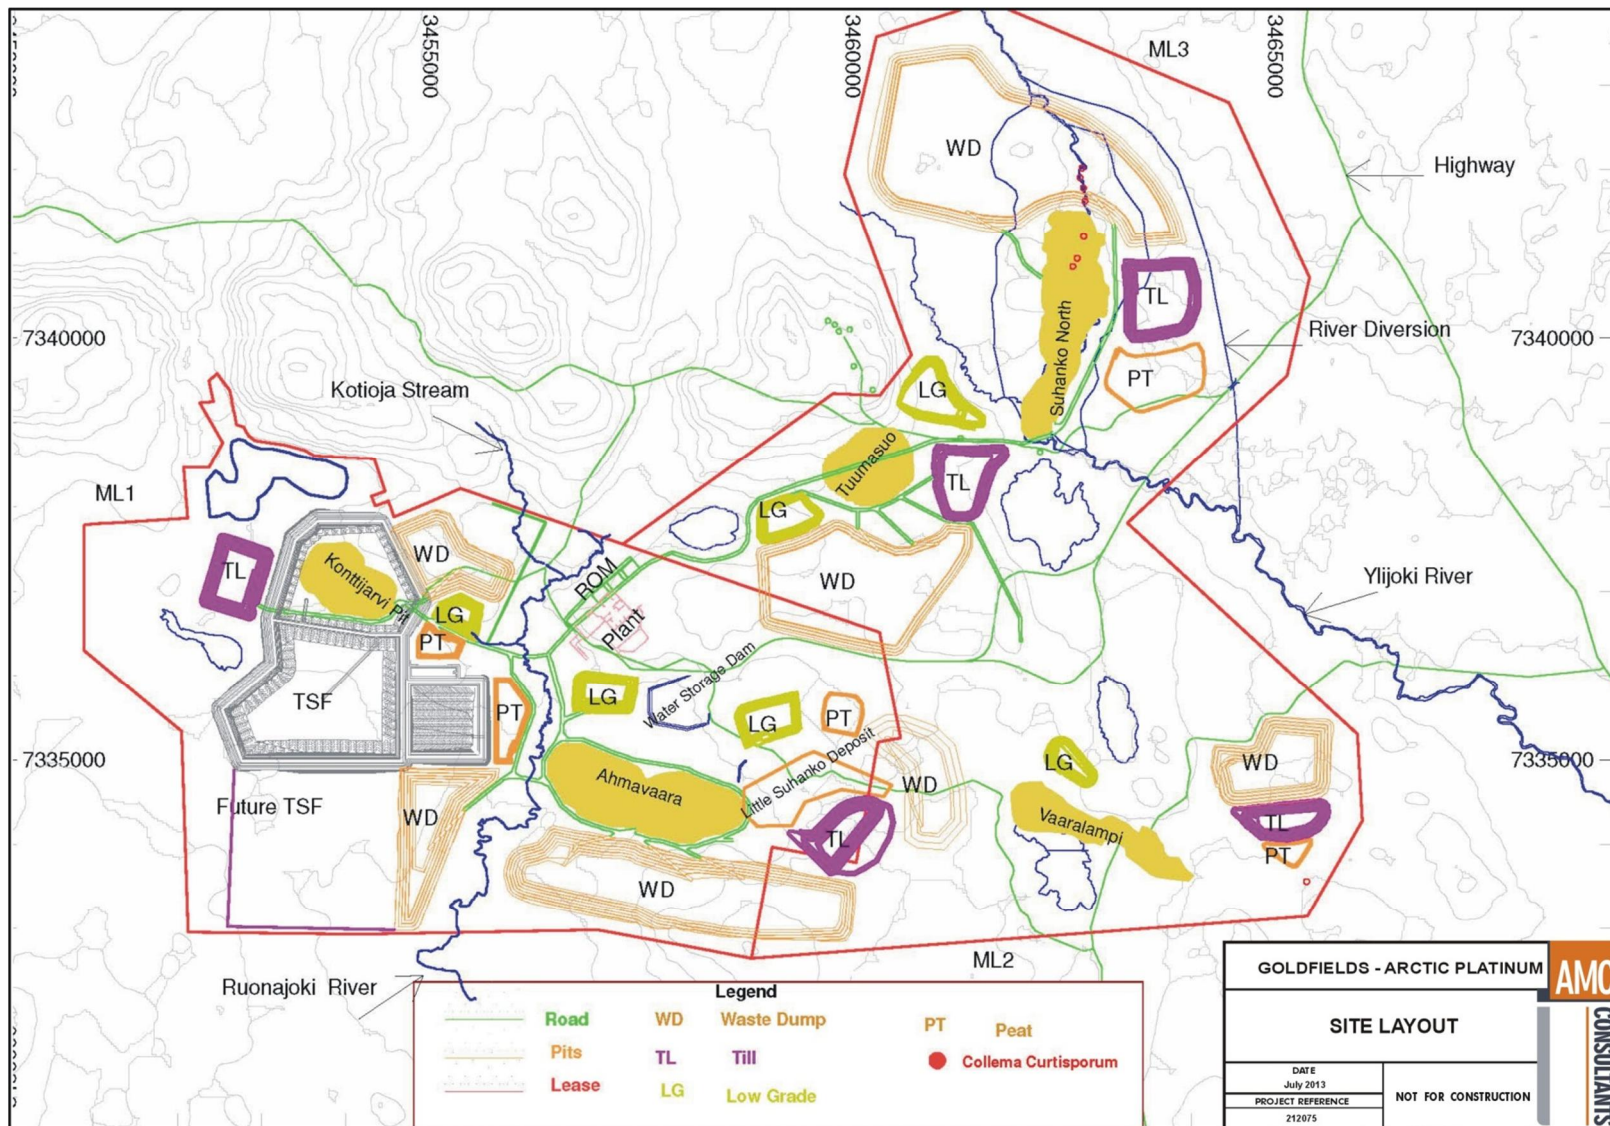 3455000
3460000
3465000
ML3
WD
Highway
TL
River Diversion
7340000
7340000
Suhanko North
PT
Kotioja Stream
LG
Tuumasuo
TL
ML1
LG
WD
TL
Konttijarvi Pit
ROM
WD
Ylijoki River
LG
Plant
PT
TSF
LG
Water Storage Dam
PT
LG
PT
Little Suhanko Deposit
7335000
LG
WD
7335000
Ahmavaara
WD
Future TSF
WD
TL
Vaaralampi
TL
PT
WD
ML2
Ruonajoki River
Legend
Road
WD Waste Dump
PT Peat
Pits
TL Till
Collema Curtisporum
Lease
LG Low Grade
GOLDFIELDS - ARCTIC PLATINUM
SITE LAYOUT
DATE
July 2013
PROJECT REFERENCE
212075
NOT FOR CONSTRUCTION
AMC
CONSULTANTS